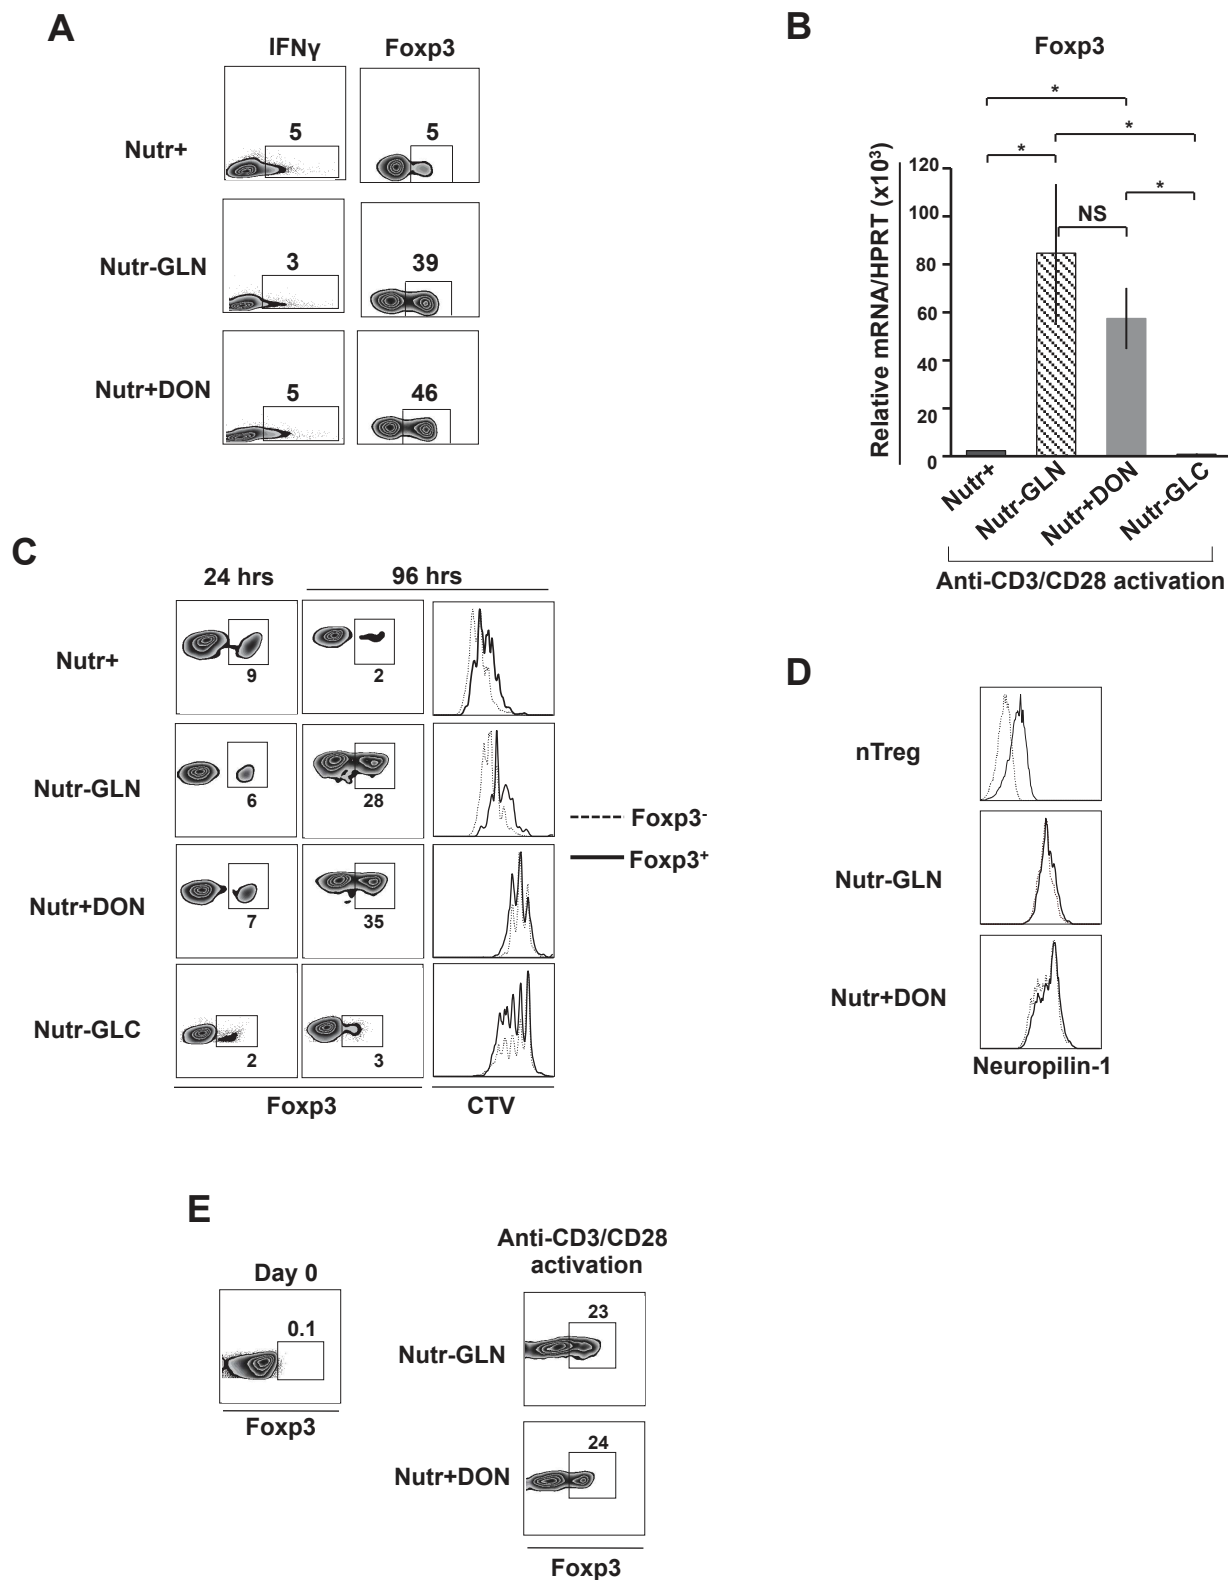 A
IFNγ Foxp3
Nutr+ 5 5
Nutr-GLN 3 39
Nutr+DON 5 46
B
Foxp3
*
*
* *
NS
Relative mRNA/HPRT (x10³)
120
100
80
60
40
20
0
Nutr+ Nutr-GLN Nutr+DON Nutr-GLC
Anti-CD3/CD28 activation
C
24 hrs 96 hrs
Nutr+ 9 2
Nutr-GLN 6 28
Nutr+DON 7 35
Nutr-GLC 2 3
Foxp3 CTV
Foxp3⁻
Foxp3⁺
D
nTreg
Nutr-GLN
Nutr+DON
Neuropilin-1
E
Day 0
0.1
Foxp3
Anti-CD3/CD28
activation
Nutr-GLN 23
Nutr+DON 24
Foxp3